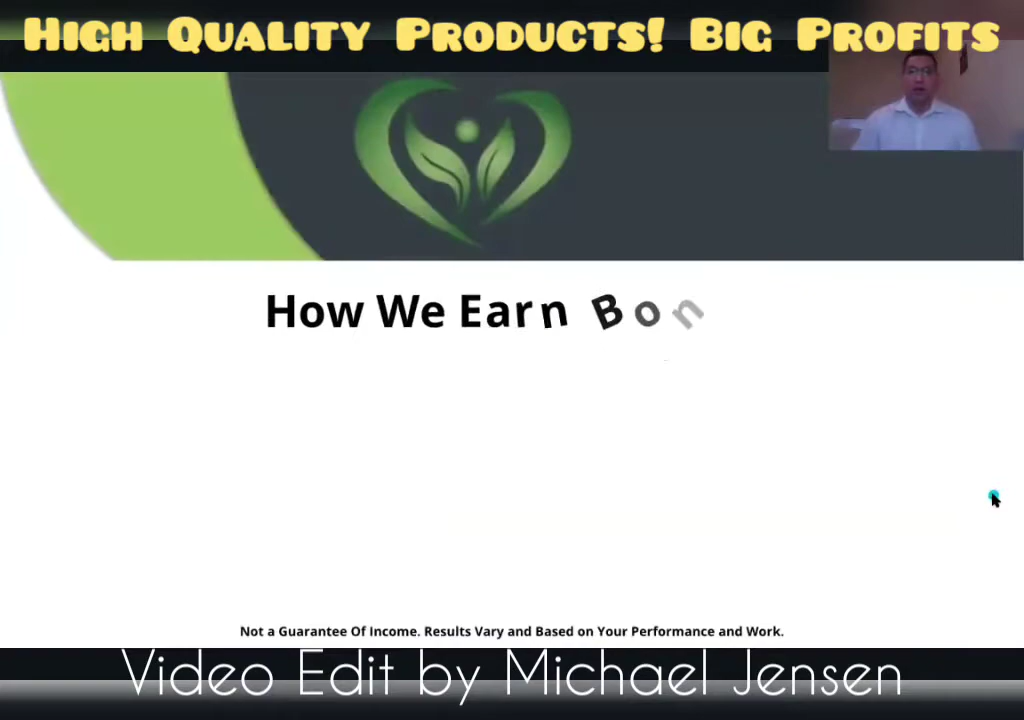 High Quality Products! Big Profits
How We Earn Bon
Not a Guarantee Of Income. Results Vary and Based on Your Performance and Work.
Video Edit by Michael Jensen